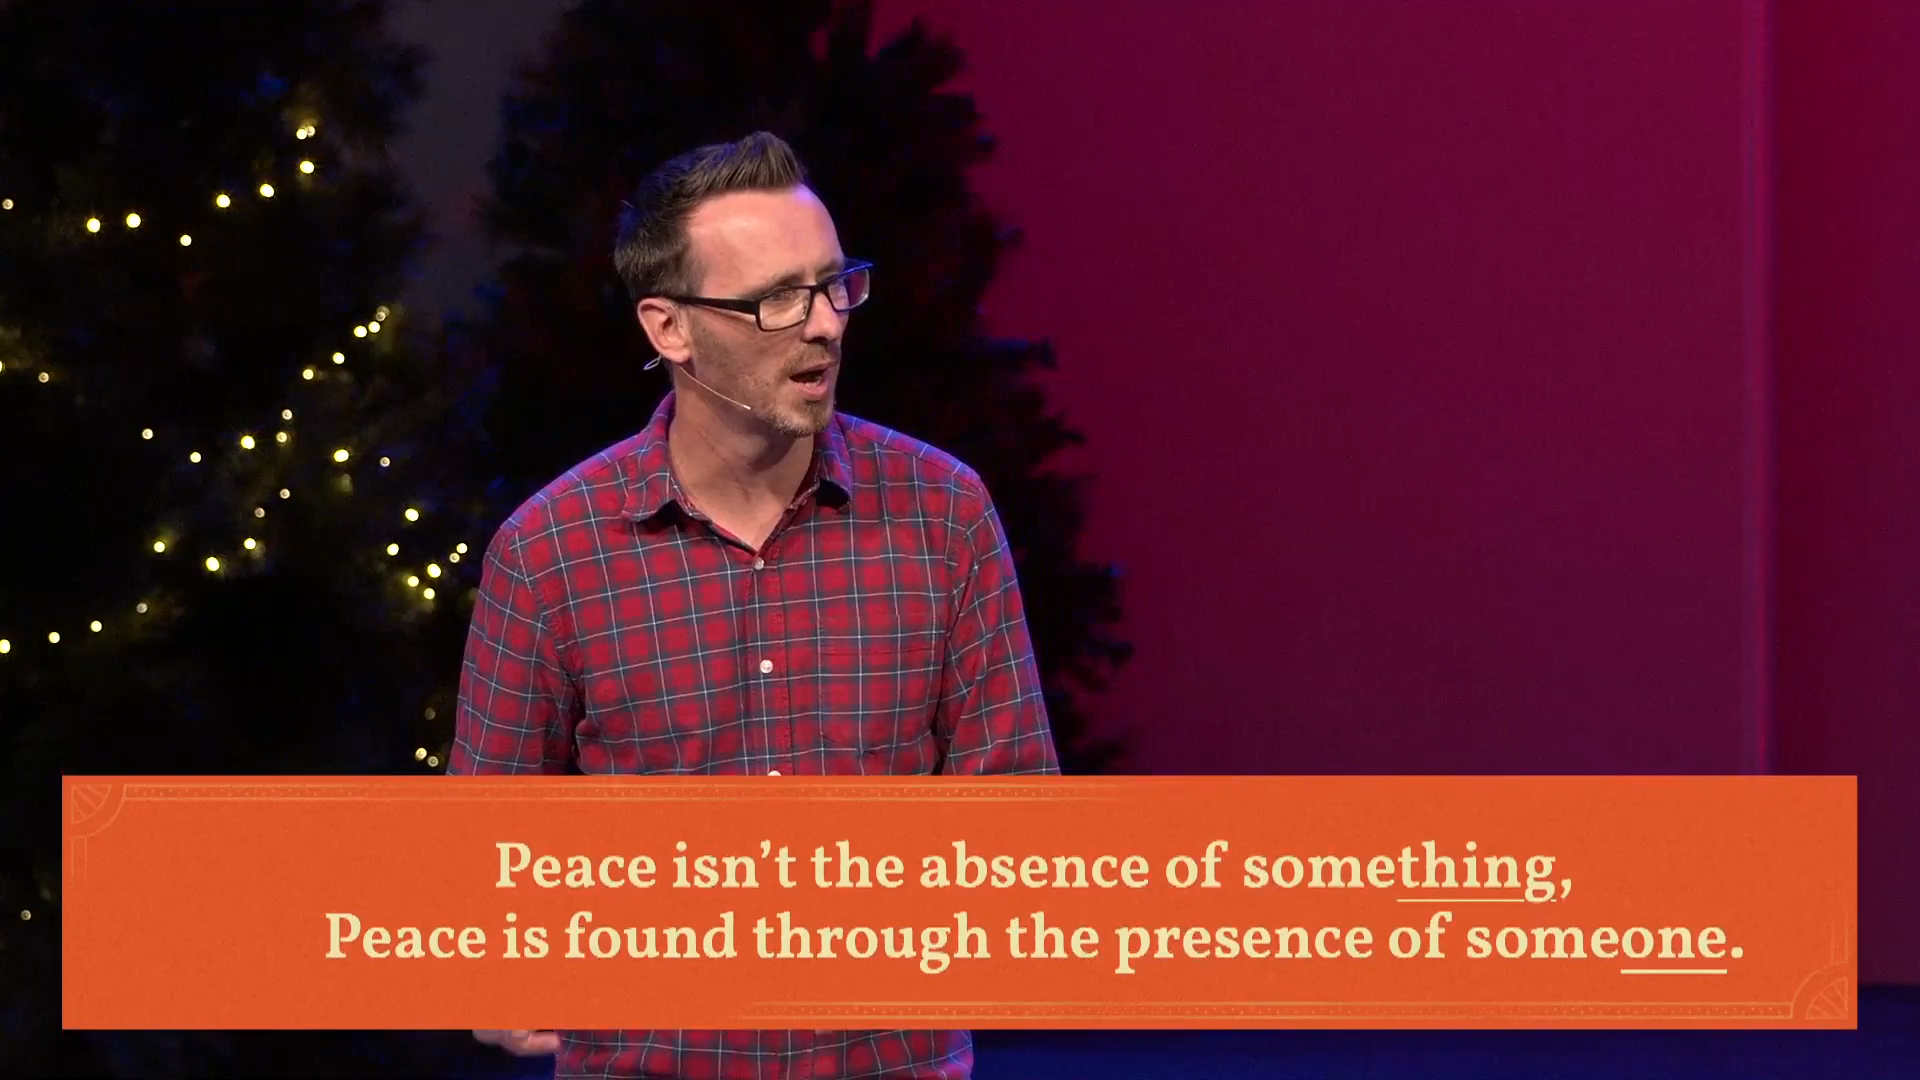 Peace isn’t the absence of something,
Peace is found through the presence of someone.